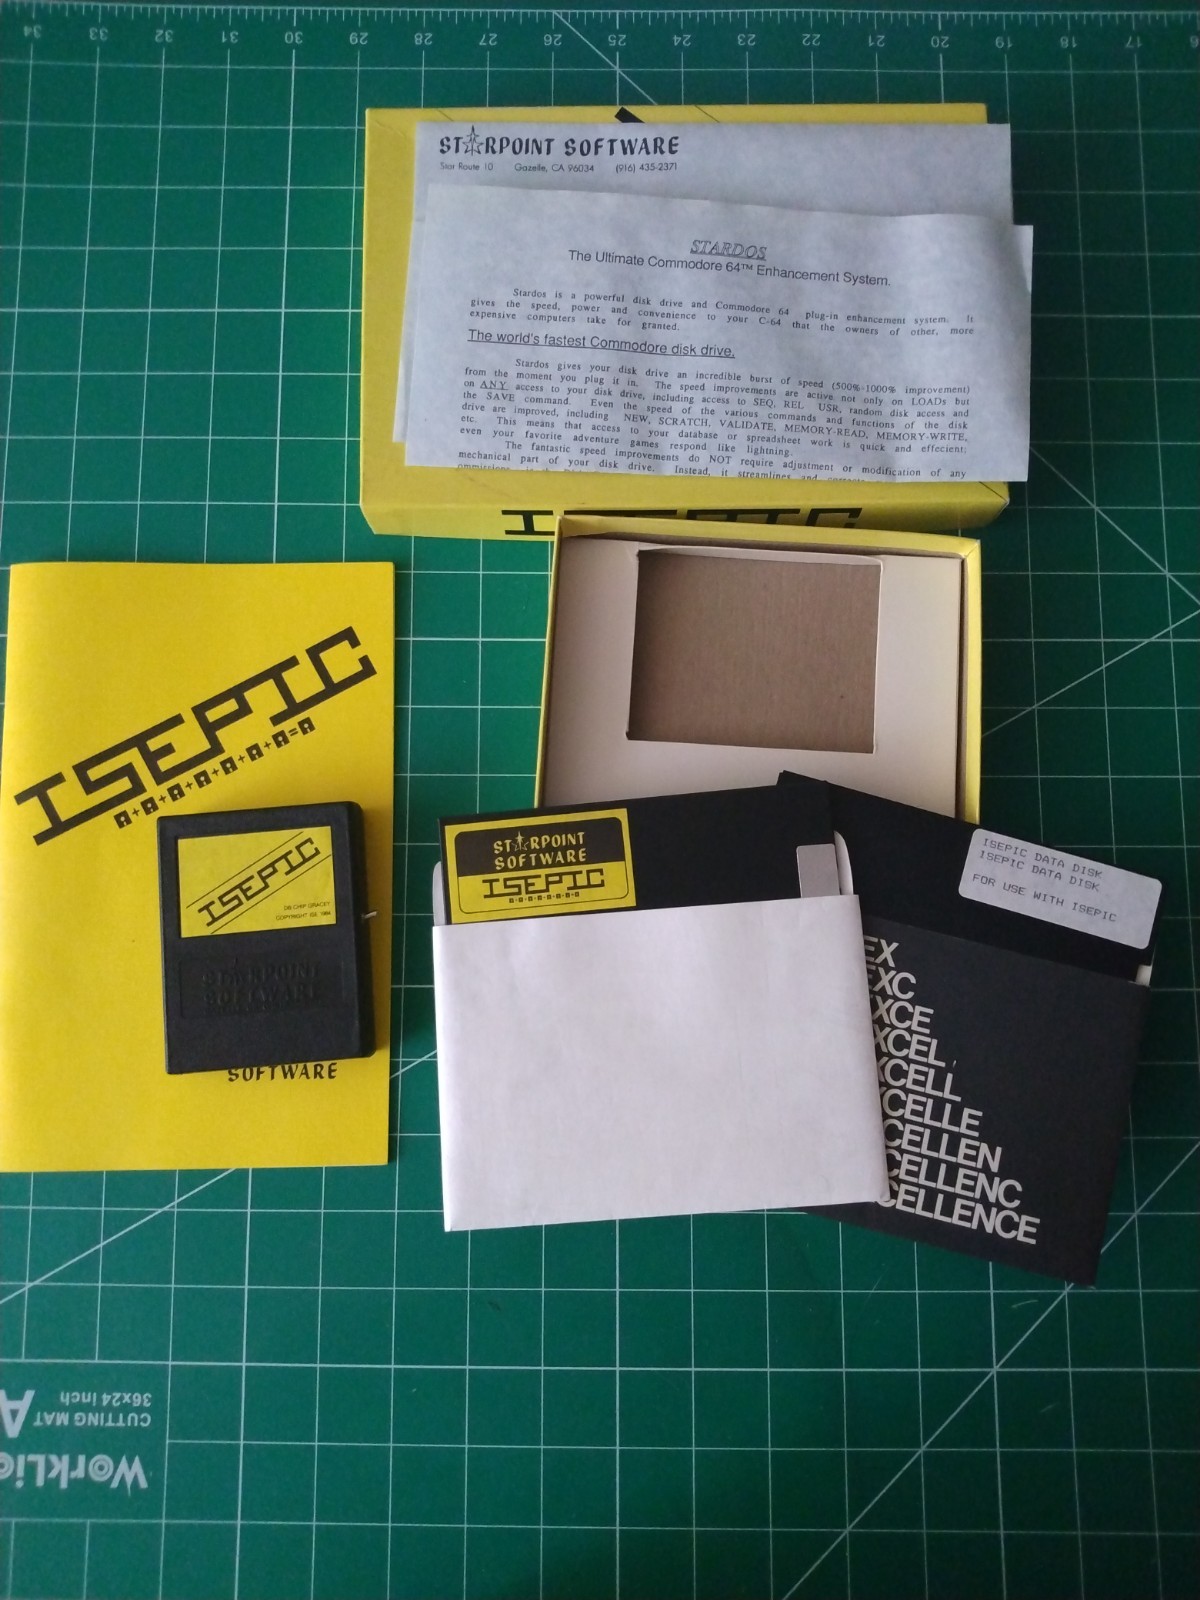 34 33 32 31 30 29 28 27 26 25 24 23 22 21 20 19 18 17
STARPOINT SOFTWARE
Star Route 10 Gazelle, CA 96034 (916) 435-2371
STARDOS
The Ultimate Commodore 64™ Enhancement System.
Stardos is a powerful disk drive and Commodore 64 plug-in enhancement system. It
gives the speed, power and convenience to your C-64 that the owners of other, more
expensive computers take for granted.
The world's fastest Commodore disk drive.
Stardos gives your disk drive an incredible burst of speed (500%-1000% improvement)
from the moment you plug it in. The speed improvements are active not only on LOADs but
on ANY access to your disk drive, including access to SEQ, REL USR, random disk access and
the SAVE command. Even the speed of the various commands and functions of the disk
drive are improved, including NEW, SCRATCH, VALIDATE, MEMORY-READ, MEMORY-WRITE,
etc. This means that access to your database or spreadsheet work is quick and effecient;
even your favorite adventure games respond like lightning.
The fantastic speed improvements do NOT require adjustment or modification of any
mechanical part of your disk drive. Instead, it streamlines and
ISEPIC
ISEPIC
ISEPIC
COPYRIGHT ISE 1984
STARPOINT
SOFTWARE
SOFTWARE
STARPOINT
SOFTWARE
ISEPIC
ISEPIC DATA DISK
ISEPIC DATA DISK
FOR USE WITH ISEPIC
EX
EXC
XCE
XCEL
XCELL
CELLE
CELLEN
CELLENC
CELLENCE
36x24 Inch
CUTTING MAT
A
WorkLio